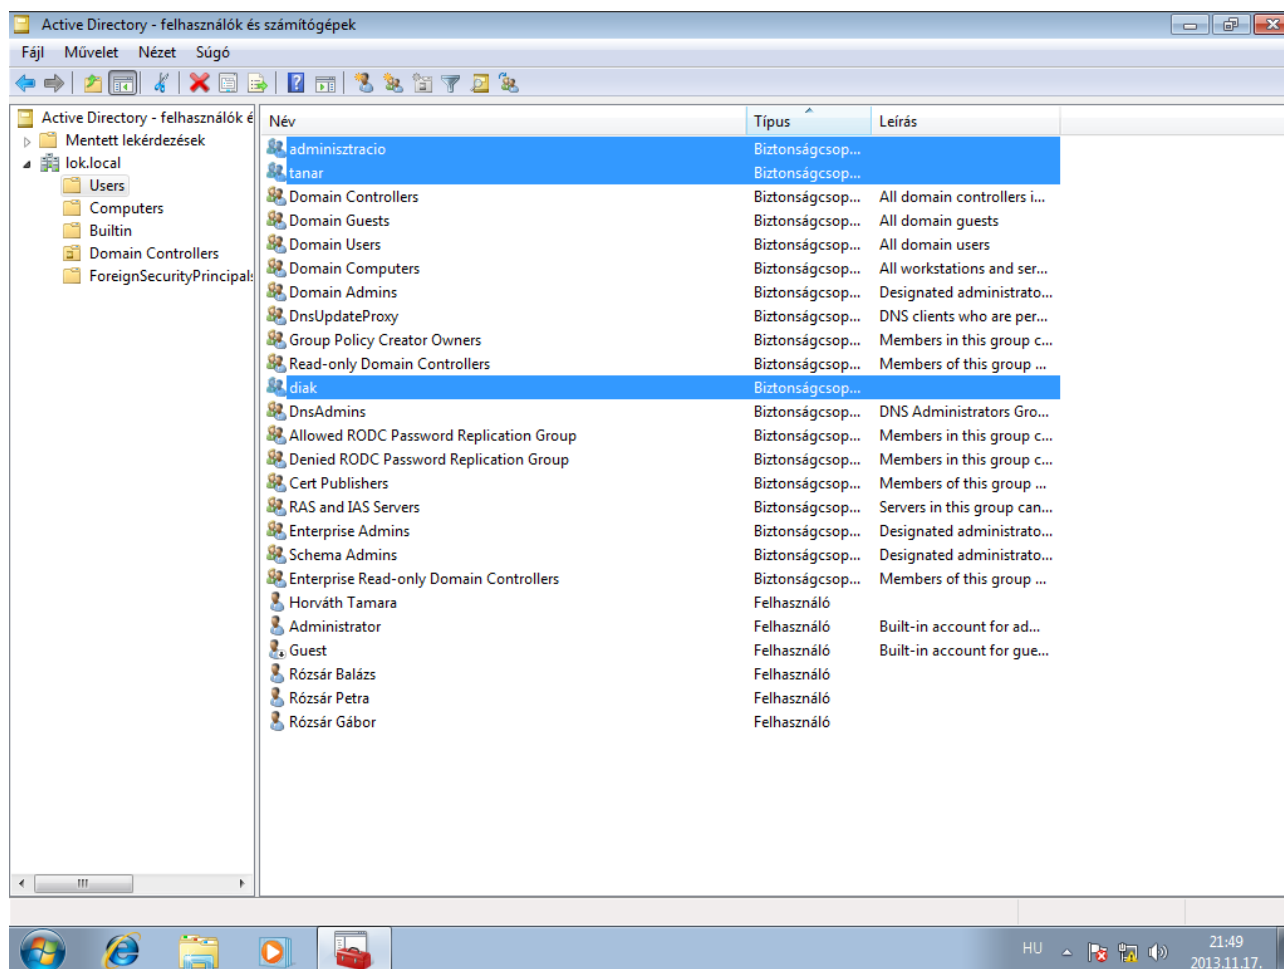 Active Directory - felhasználók és számítógépek
Fájl Művelet Nézet Súgó
Active Directory - felhasználók é
Mentett lekérdezések
lok.local
Users
Computers
Builtin
Domain Controllers
ForeignSecurityPrincipals
Név Típus Leírás
adminisztracio Biztonságcsop...
tanar Biztonságcsop...
Domain Controllers Biztonságcsop... All domain controllers i...
Domain Guests Biztonságcsop... All domain guests
Domain Users Biztonságcsop... All domain users
Domain Computers Biztonságcsop... All workstations and ser...
Domain Admins Biztonságcsop... Designated administrato...
DnsUpdateProxy Biztonságcsop... DNS clients who are per...
Group Policy Creator Owners Biztonságcsop... Members in this group c...
Read-only Domain Controllers Biztonságcsop... Members of this group ...
diak Biztonságcsop...
DnsAdmins Biztonságcsop... DNS Administrators Gro...
Allowed RODC Password Replication Group Biztonságcsop... Members in this group c...
Denied RODC Password Replication Group Biztonságcsop... Members in this group c...
Cert Publishers Biztonságcsop... Members of this group ...
RAS and IAS Servers Biztonságcsop... Servers in this group can...
Enterprise Admins Biztonságcsop... Designated administrato...
Schema Admins Biztonságcsop... Designated administrato...
Enterprise Read-only Domain Controllers Biztonságcsop... Members of this group ...
Horváth Tamara Felhasználó
Administrator Felhasználó Built-in account for ad...
Guest Felhasználó Built-in account for gue...
Rózsár Balázs Felhasználó
Rózsár Petra Felhasználó
Rózsár Gábor Felhasználó
HU 21:49
2013.11.17.